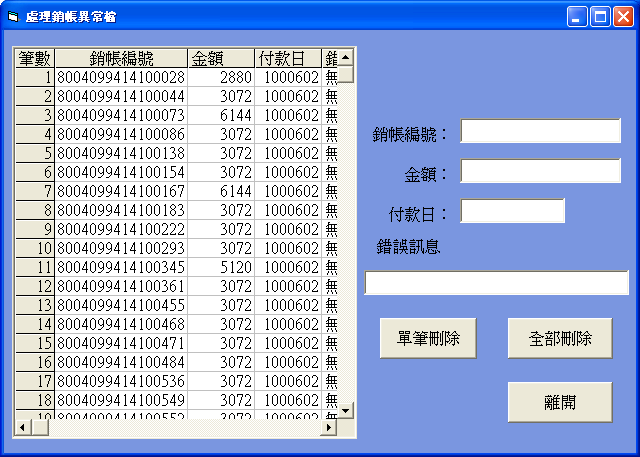 處理銷帳異常檔
筆數 銷帳編號 金額 付款日
1 8004099414100028 2880 1000602 無
2 8004099414100044 3072 1000602 無
3 8004099414100073 6144 1000602 無
4 8004099414100086 3072 1000602 無
5 8004099414100138 3072 1000602 無
6 8004099414100154 3072 1000602 無
7 8004099414100167 6144 1000602 無
8 8004099414100183 3072 1000602 無
9 8004099414100222 3072 1000602 無
10 8004099414100293 3072 1000602 無
11 8004099414100345 5120 1000602 無
12 8004099414100361 3072 1000602 無
13 8004099414100455 3072 1000602 無
14 8004099414100468 3072 1000602 無
15 8004099414100471 3072 1000602 無
16 8004099414100484 3072 1000602 無
17 8004099414100536 3072 1000602 無
18 8004099414100549 3072 1000602 無
19 8004099414100552 3072 1000602 無
銷帳編號：
金額：
付款日：
錯誤訊息
單筆刪除 全部刪除
離開